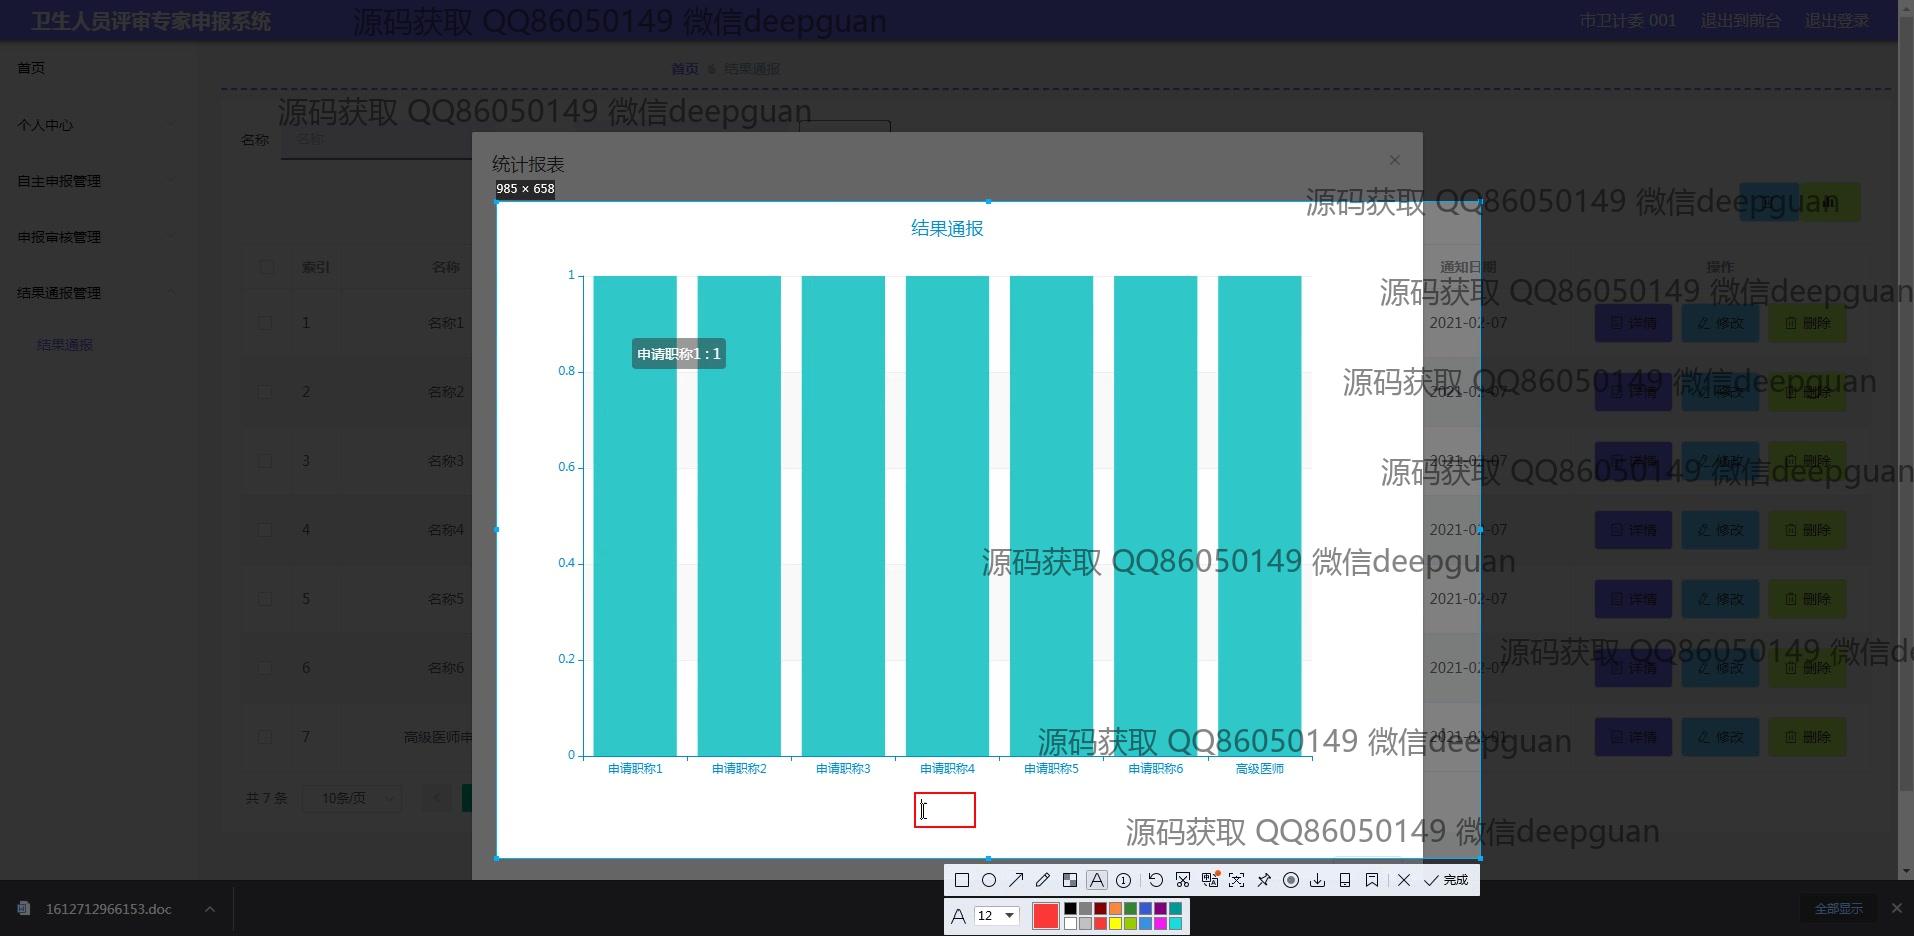 卫生人员评审专家申报系统
源码获取 QQ86050149 微信deepguan
市卫计委 001
退出到前台
退出登录
首页
首页
结果通报
个人中心
源码获取 QQ86050149 微信deepguan
名称
名称
统计报表
自主申报管理
985 × 658
源码获取 QQ86050149 微信deepguan
结果通报
申报审核管理
索引
名称
通知日期
操作
源码获取 QQ86050149 微信deepguan
结果通报管理
结果通报
1
名称1
2021-02-07
详情
修改
删除
申请职称1 : 1
源码获取 QQ86050149 微信deepguan
2
名称2
2021-02-07
详情
修改
删除
3
名称3
2021-02-07
详情
修改
删除
源码获取 QQ86050149 微信deepguan
4
名称4
2021-02-07
详情
修改
删除
源码获取 QQ86050149 微信deepguan
5
名称5
2021-02-07
详情
修改
删除
源码获取 QQ86050149 微信de
6
名称6
2021-02-07
详情
修改
删除
7
高级医师申
详情
修改
删除
源码获取 QQ86050149 微信deepguan
1
0.8
0.6
0.4
0.2
0
申请职称1
申请职称2
申请职称3
申请职称4
申请职称5
申请职称6
高级医师
共 7 条
10条/页
源码获取 QQ86050149 微信deepguan
完成
12
1612712966153.doc
全部显示